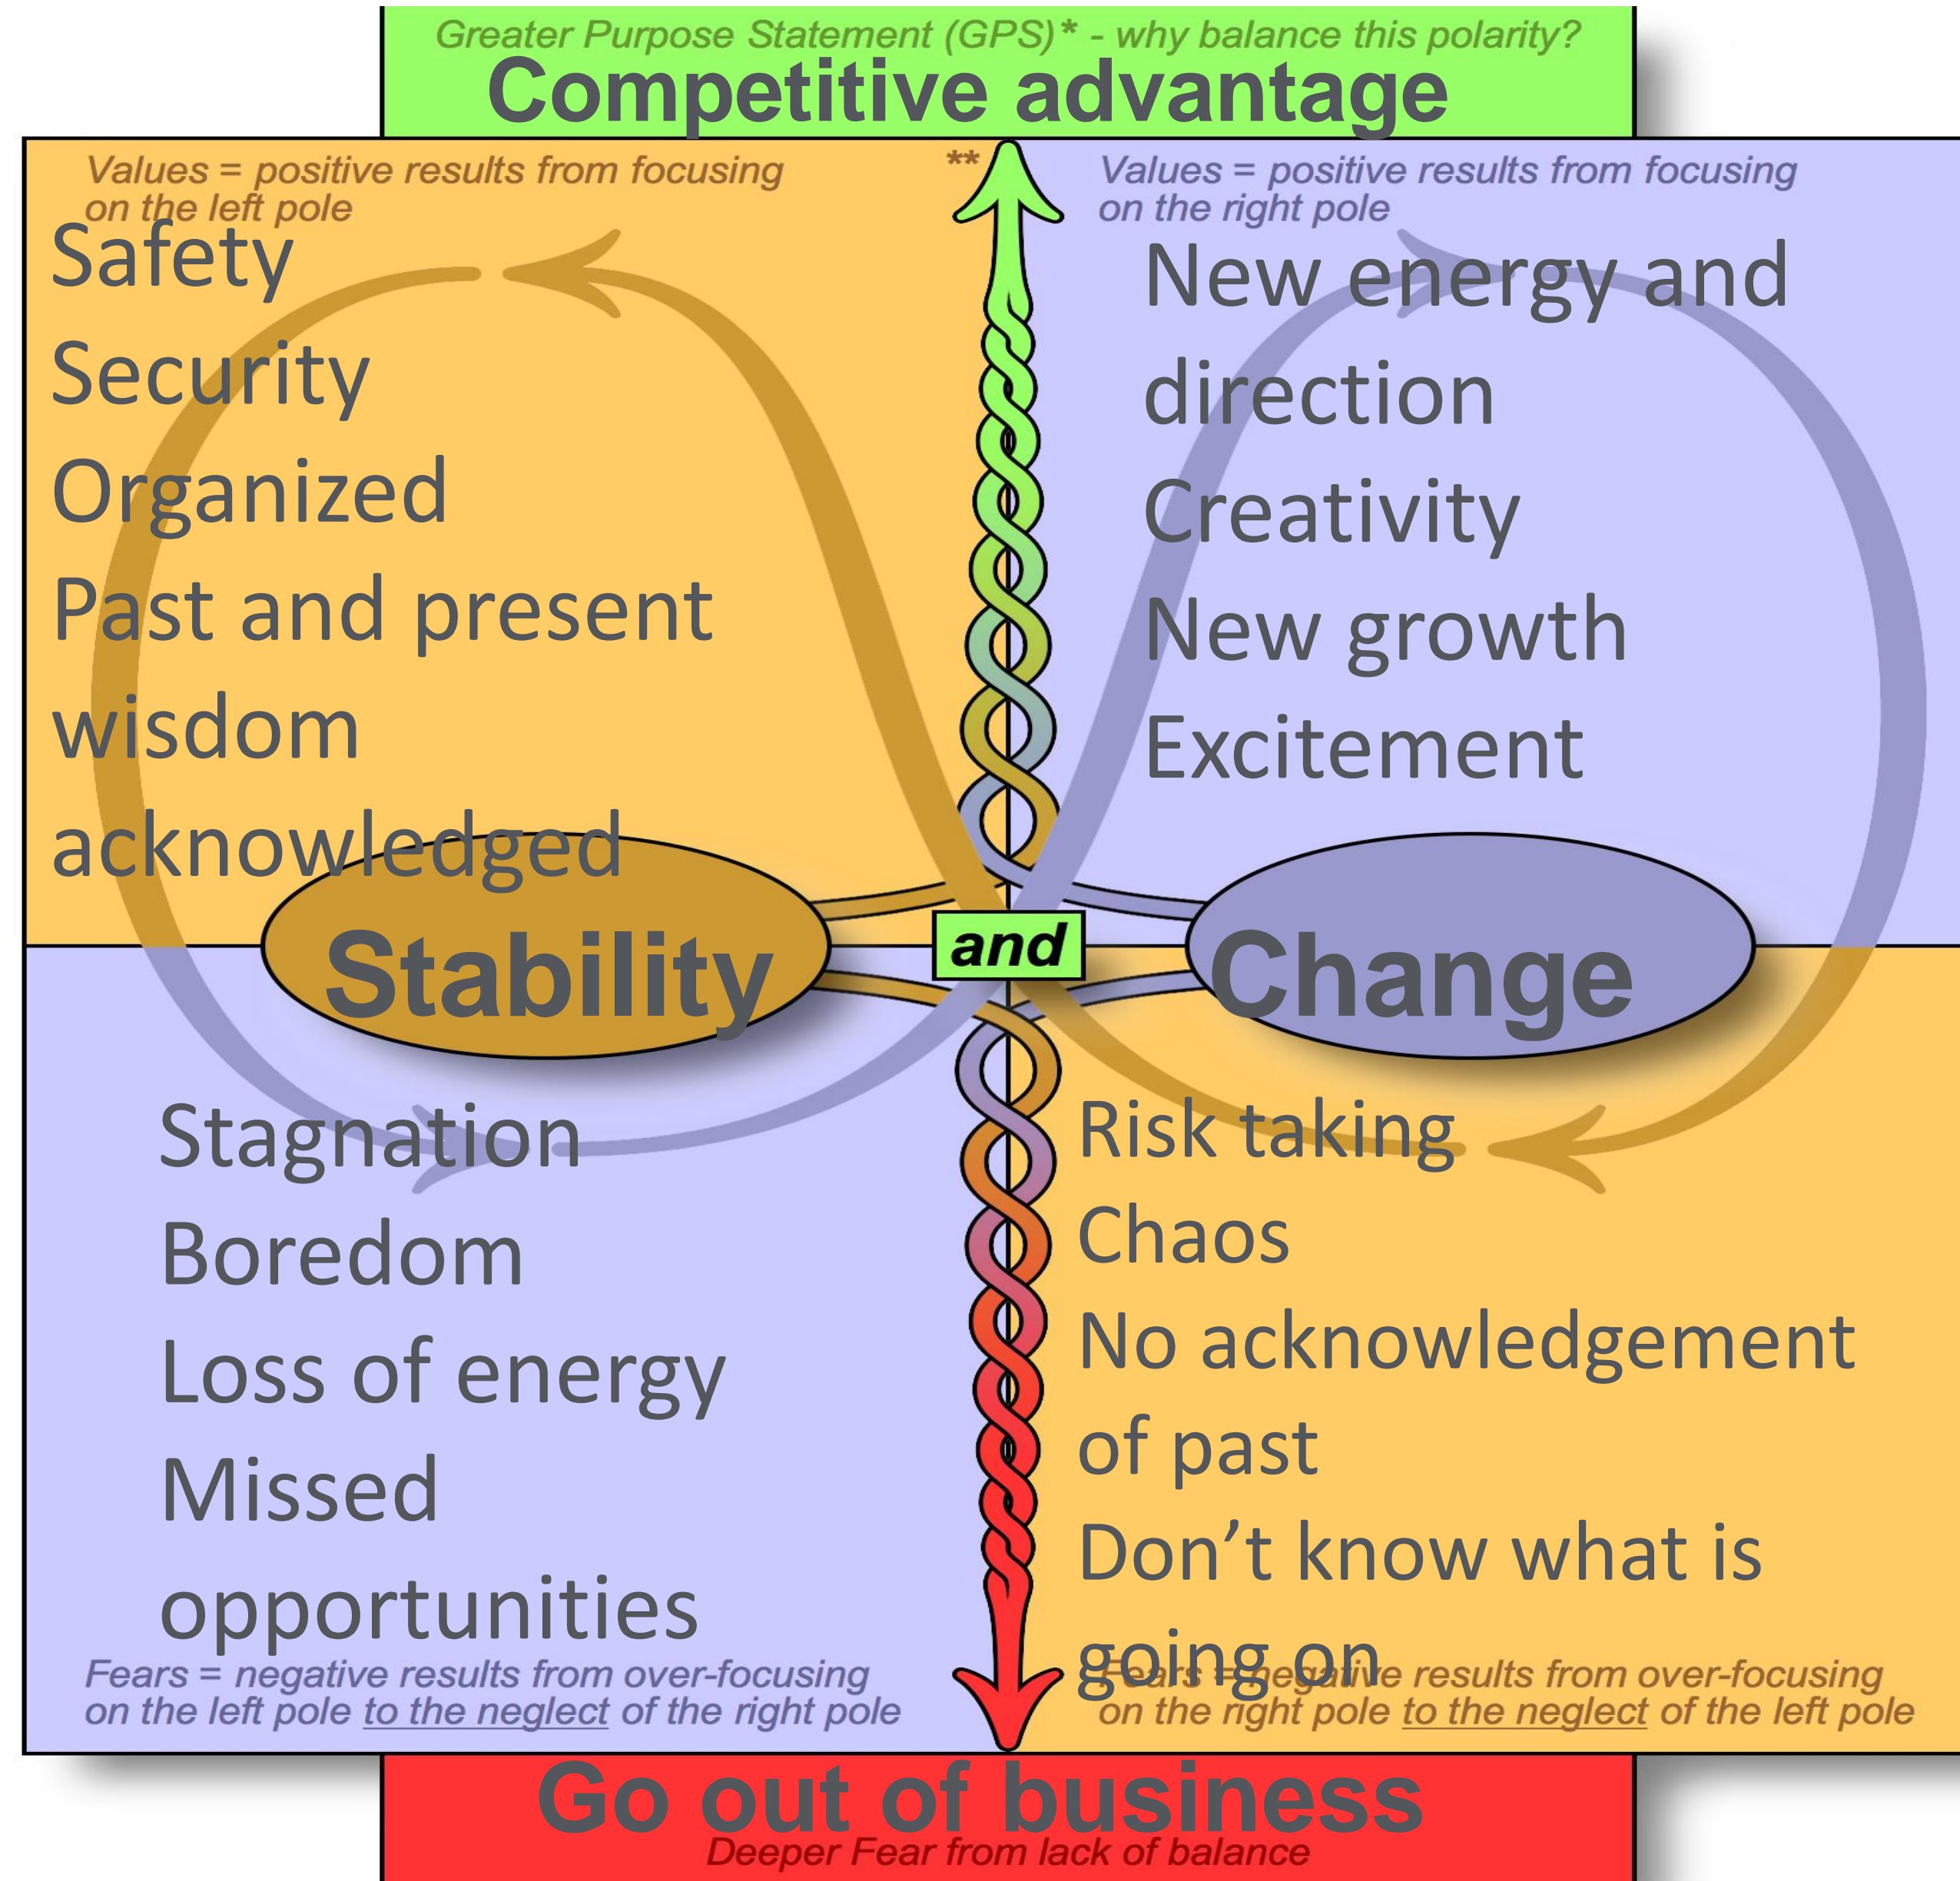 Greater Purpose Statement (GPS)* - why balance this polarity?
Competitive advantage
Values = positive results from focusing
on the left pole
Safety
Security
Organized
Past and present
wisdom
acknowledged
**
Values = positive results from focusing
on the right pole
New energy and
direction
Creativity
New growth
Excitement
Stability
and
Change
Stagnation
Boredom
Loss of energy
Missed
opportunities
Fears = negative results from over-focusing
on the left pole to the neglect of the right pole
Risk taking
Chaos
No acknowledgement
of past
Don’t know what is
going on
Fears = negative results from over-focusing
on the right pole to the neglect of the left pole
Go out of business
Deeper Fear from lack of balance